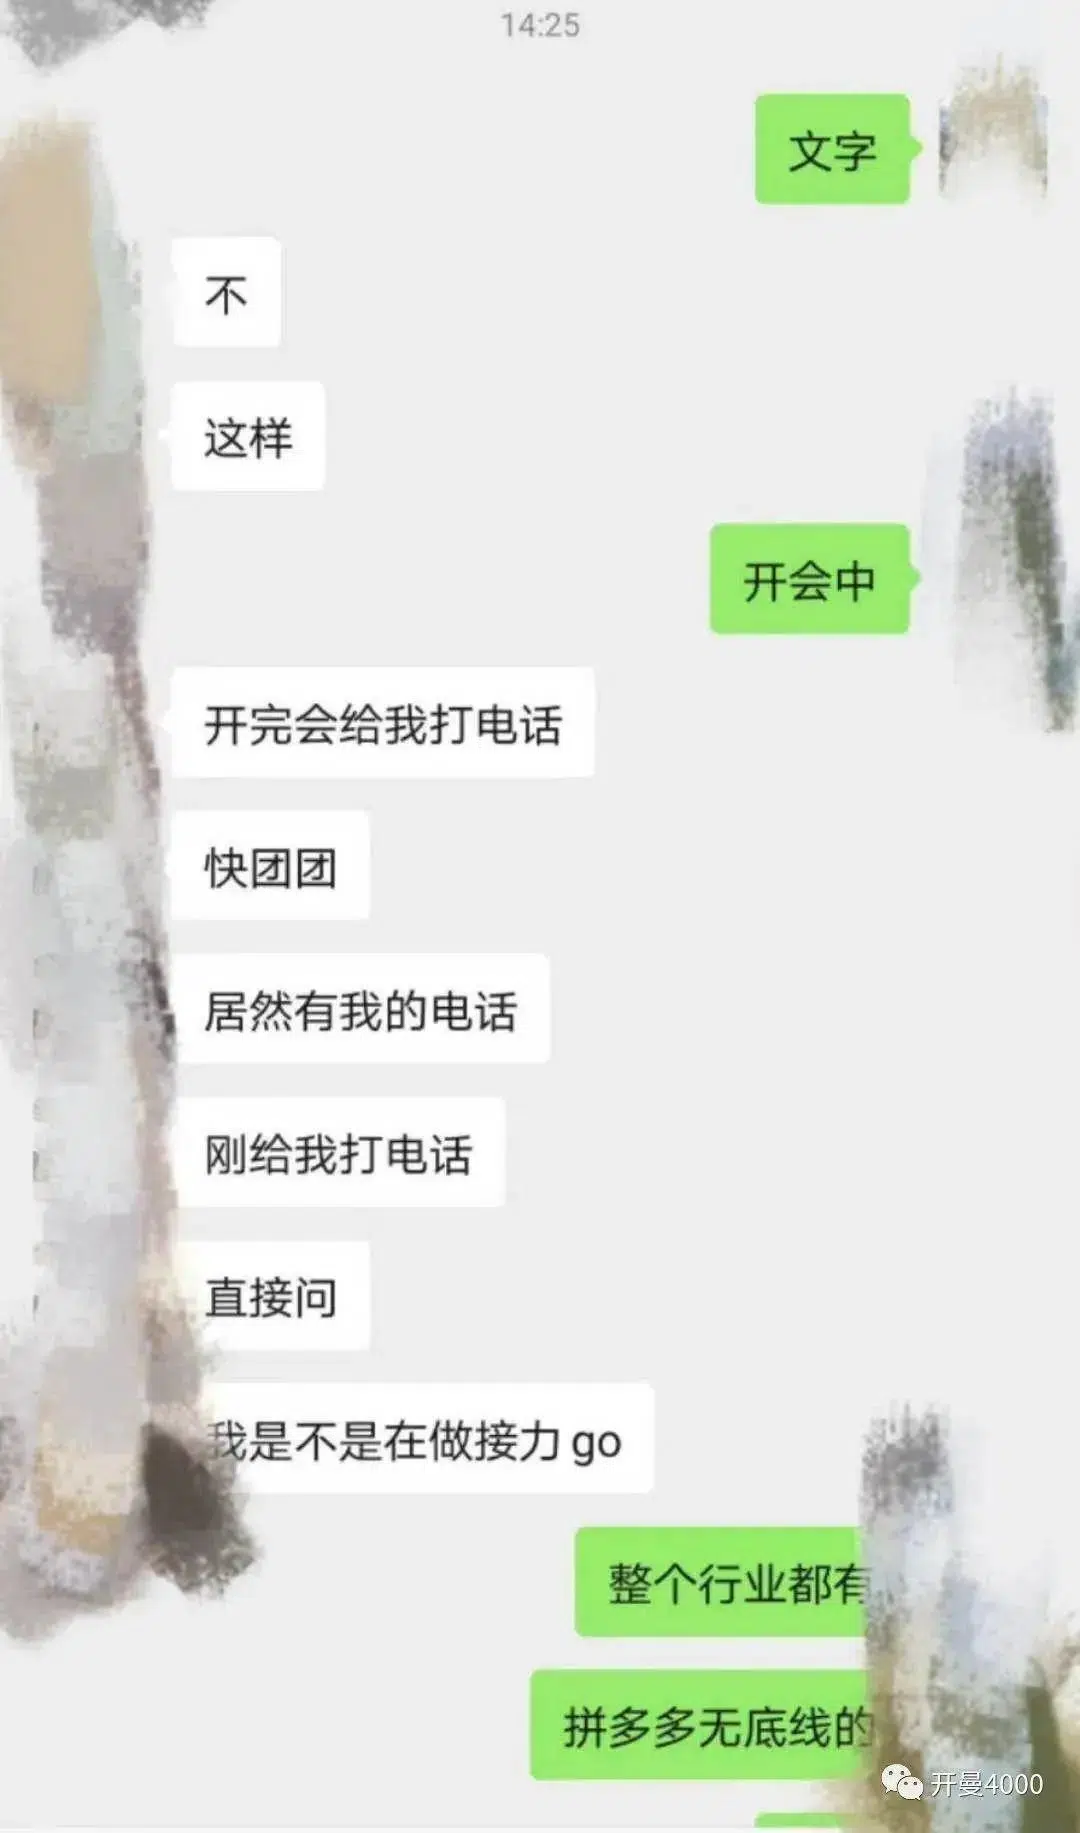 14:25
文字
不
这样
开会中
开完会给我打电话
快团团
居然有我的电话
刚给我打电话
直接问
我是不是在做接力go
整个行业都有
拼多多无底线的
开曼4000